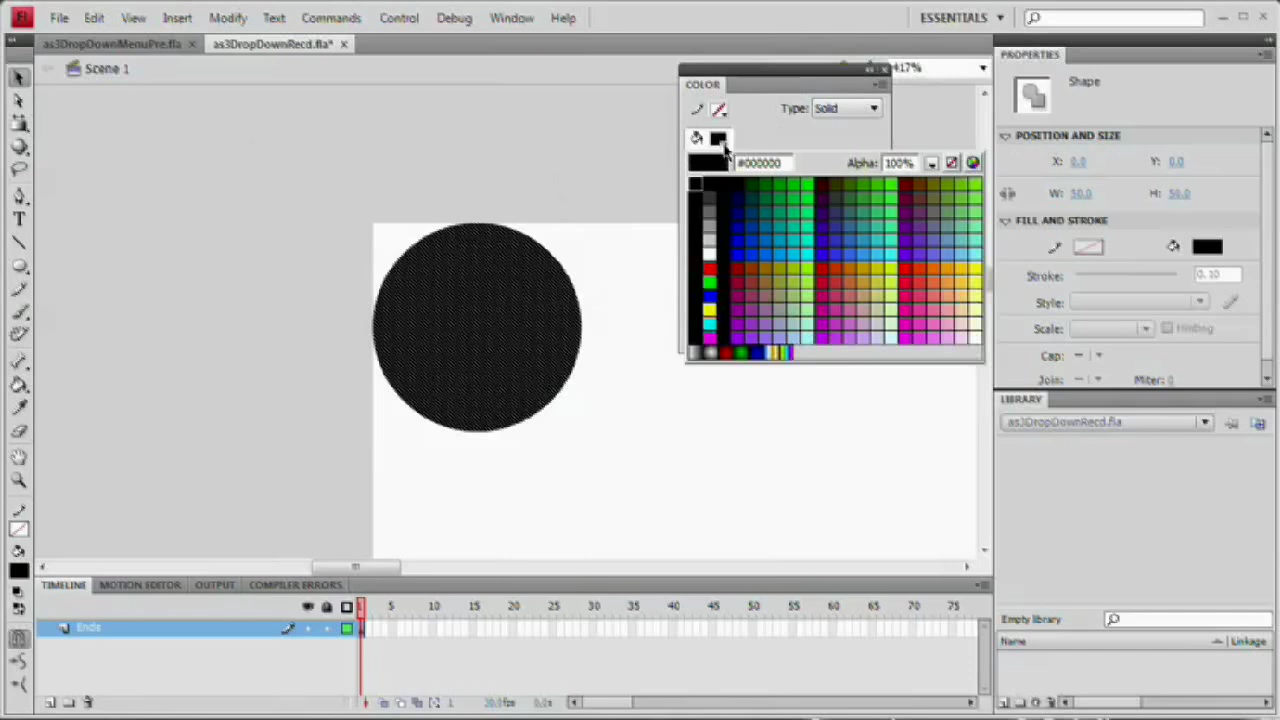 Fl File Edit View Insert Text Modify Commands Control Debug Window Help ESSENTIALS
as3DropDownMenuPre.fla × as3DropDownRecd.fla* ×
Scene 1
417%
COLOR
Type: Solid
#000000 Alpha: 100%
PROPERTIES
Shape
POSITION AND SIZE
X: 0.0 Y: 0.0
W: 50.0 H: 50.0
FILL AND STROKE
Stroke: 0.10
Style:
Scale: Hinting
Cap:
Join: Miter:
LIBRARY
as3DropDownRecd.fla
Empty library
Name Linkage
TIMELINE MOTION EDITOR OUTPUT COMPILER ERRORS
1 5 10 15 20 25 30 35 40 45 50 55 60 65 70 75
Ends
1 0.0s